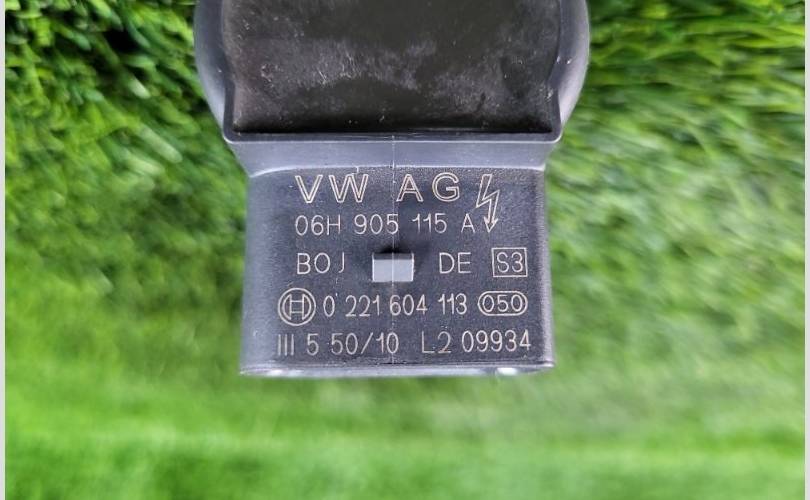 VW AG
06H 905 115 A
BOJ DE S3
0 221 604 113 050
III 5 50/10 L2 09934